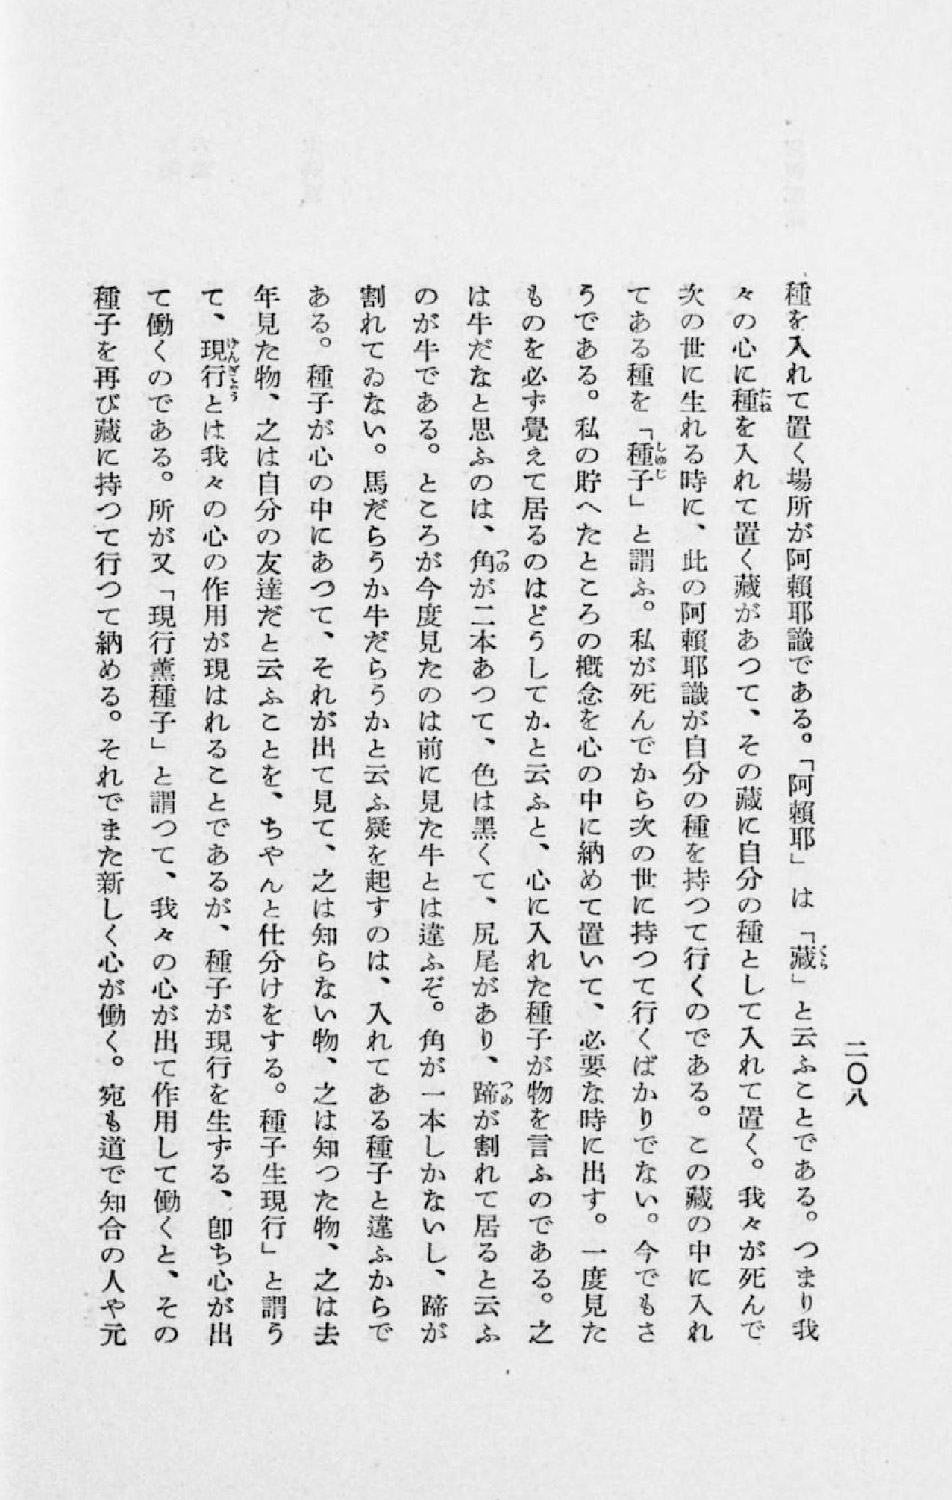 二〇八
種を入れて置く場所が阿賴耶識である。「阿賴耶」は「藏」と云ふことである。つまり我
々の心に種を入れて置く藏があつて、その藏に自分の種として入れて置く。我々が死んで
次の世に生れる時に、此の阿賴耶識が自分の種を持つて行くのである。この藏の中に入れ
てある種を「種子」と謂ふ。私が死んでから次の世に持つて行くばかりでない。今でもさ
うである。私の貯へたところの槪念を心の中に納めて置いて、必要な時に出す。一度見た
ものを必ず覺えて居るのはどうしてかと云ふと、心に入れた種子が物を言ふのである。之
は牛だなと思ふのは、角が二本あつて、色は黑くて、尻尾があり、蹄が割れて居ると云ふ
のが牛である。ところが今度見たのは前に見た牛とは違ふぞ。角が一本しかないし、蹄が
割れてゐない。馬だらうか牛だらうかと云ふ疑を起すのは、入れてある種子と違ふからで
ある。種子が心の中にあつて、それが出て見て、之は知らない物、之は知つた物、之は去
年見た物、之は自分の友達だと云ふことを、ちやんと仕分けをする。種子生現行」と謂う
て、現行とは我々の心の作用が現はれることであるが、種子が現行を生ずる、卽ち心が出
て働くのである。所が又「現行薰種子」と謂つて、我々の心が出て作用して働くと、その
種子を再び藏に持つて行つて納める。それでまた新しく心が働く。宛も道で知合の人や元